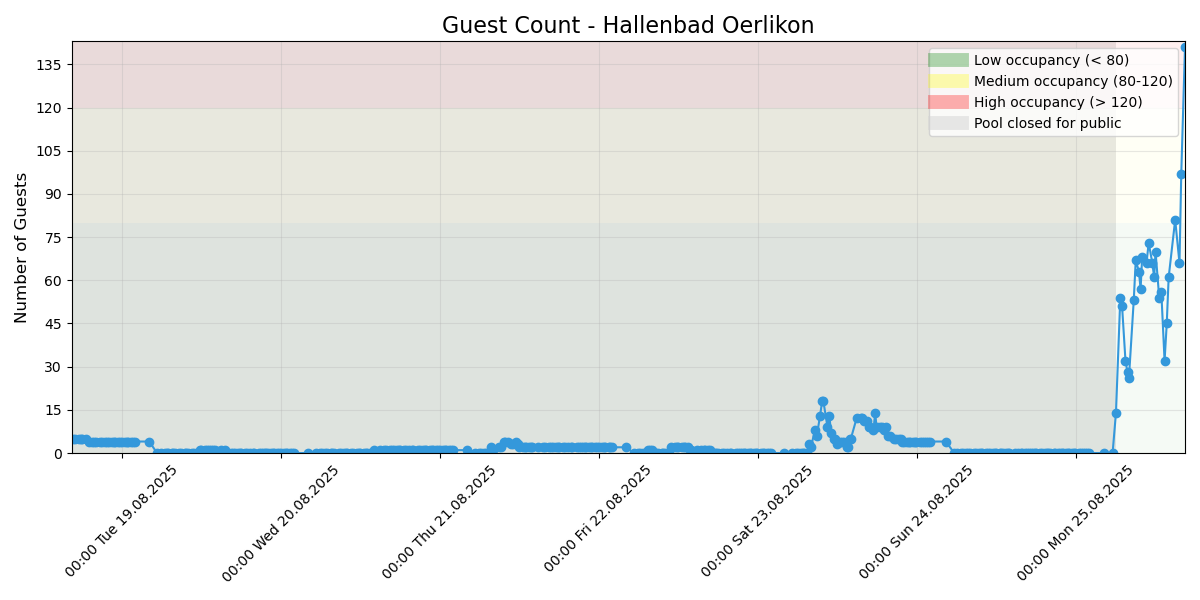 Guest Count - Hallenbad Oerlikon
Low occupancy (< 80)
Medium occupancy (80-120)
High occupancy (> 120)
Pool closed for public
Number of Guests
135
120
105
90
75
60
45
30
15
0
00:00 Tue 19.08.2025
00:00 Wed 20.08.2025
00:00 Thu 21.08.2025
00:00 Fri 22.08.2025
00:00 Sat 23.08.2025
00:00 Sun 24.08.2025
00:00 Mon 25.08.2025